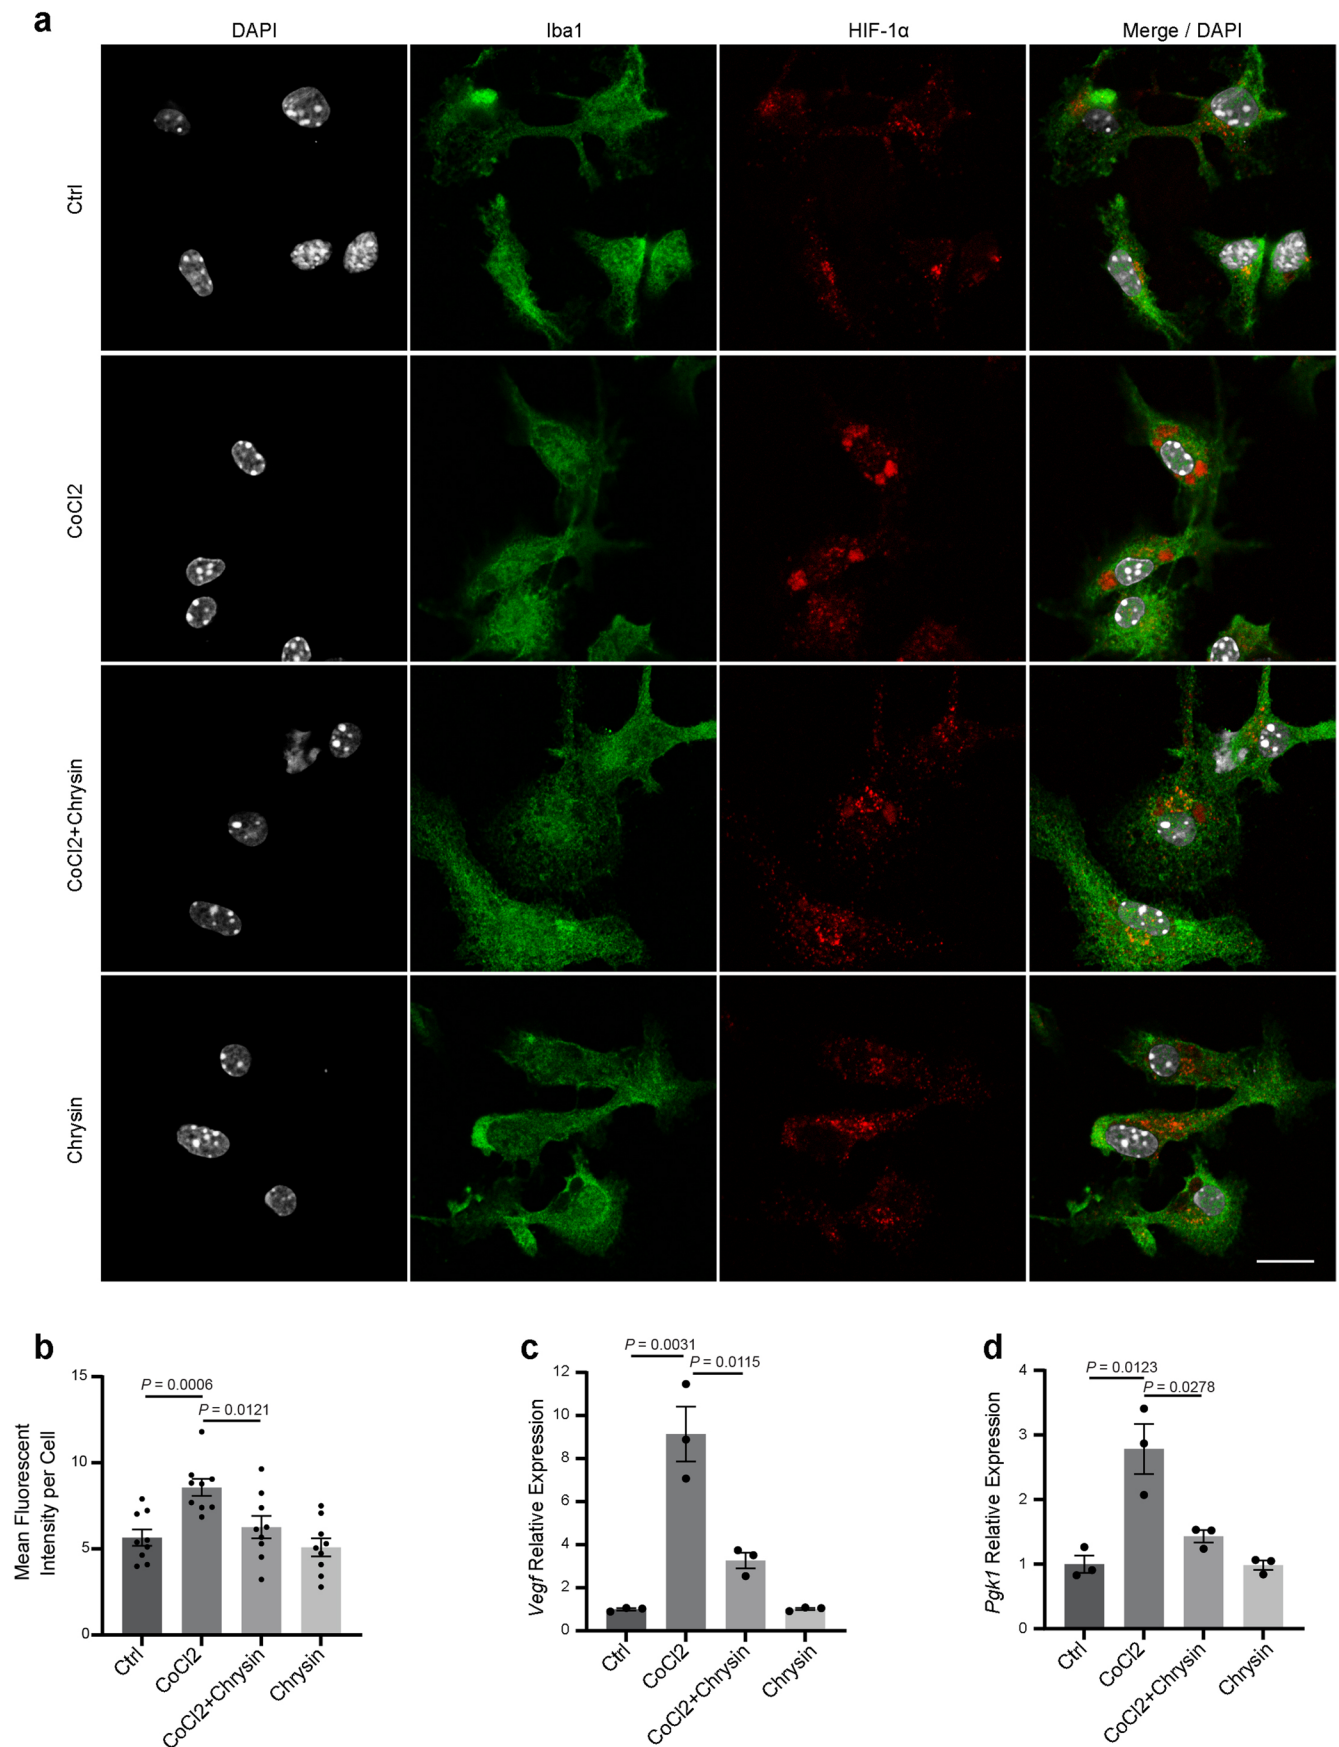 a
DAPI
Iba1
HIF-1α
Merge / DAPI
Ctrl
CoCl2
CoCl2+Chrysin
Chrysin
b
Mean Fluorescent
Intensity per Cell
15
10
5
0
P = 0.0006
P = 0.0121
Ctrl
CoCl2
CoCl2+Chrysin
Chrysin
c
Vegf Relative Expression
12
10
8
6
4
2
0
P = 0.0031
P = 0.0115
Ctrl
CoCl2
CoCl2+Chrysin
Chrysin
d
Pgk1 Relative Expression
4
3
2
1
0
P = 0.0123
P = 0.0278
Ctrl
CoCl2
CoCl2+Chrysin
Chrysin